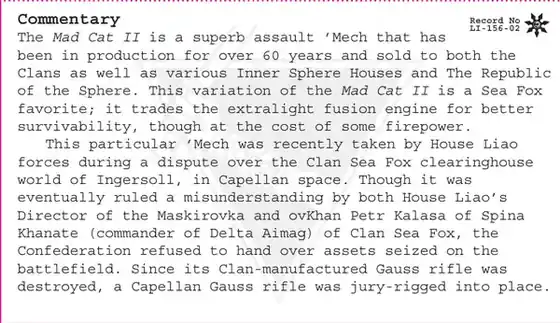 Commentary
Record No
LI-156-02
The Mad Cat II is a superb assault ’Mech that has
been in production for over 60 years and sold to both the
Clans as well as various Inner Sphere Houses and The Republic
of the Sphere. This variation of the Mad Cat II is a Sea Fox
favorite; it trades the extralight fusion engine for better
survivability, though at the cost of some firepower.
This particular ’Mech was recently taken by House Liao
forces during a dispute over the Clan Sea Fox clearinghouse
world of Ingersoll, in Capellan space. Though it was
eventually ruled a misunderstanding by both House Liao’s
Director of the Maskirovka and ovKhan Petr Kalasa of Spina
Khanate (commander of Delta Aimag) of Clan Sea Fox, the
Confederation refused to hand over assets seized on the
battlefield. Since its Clan-manufactured Gauss rifle was
destroyed, a Capellan Gauss rifle was jury-rigged into place.